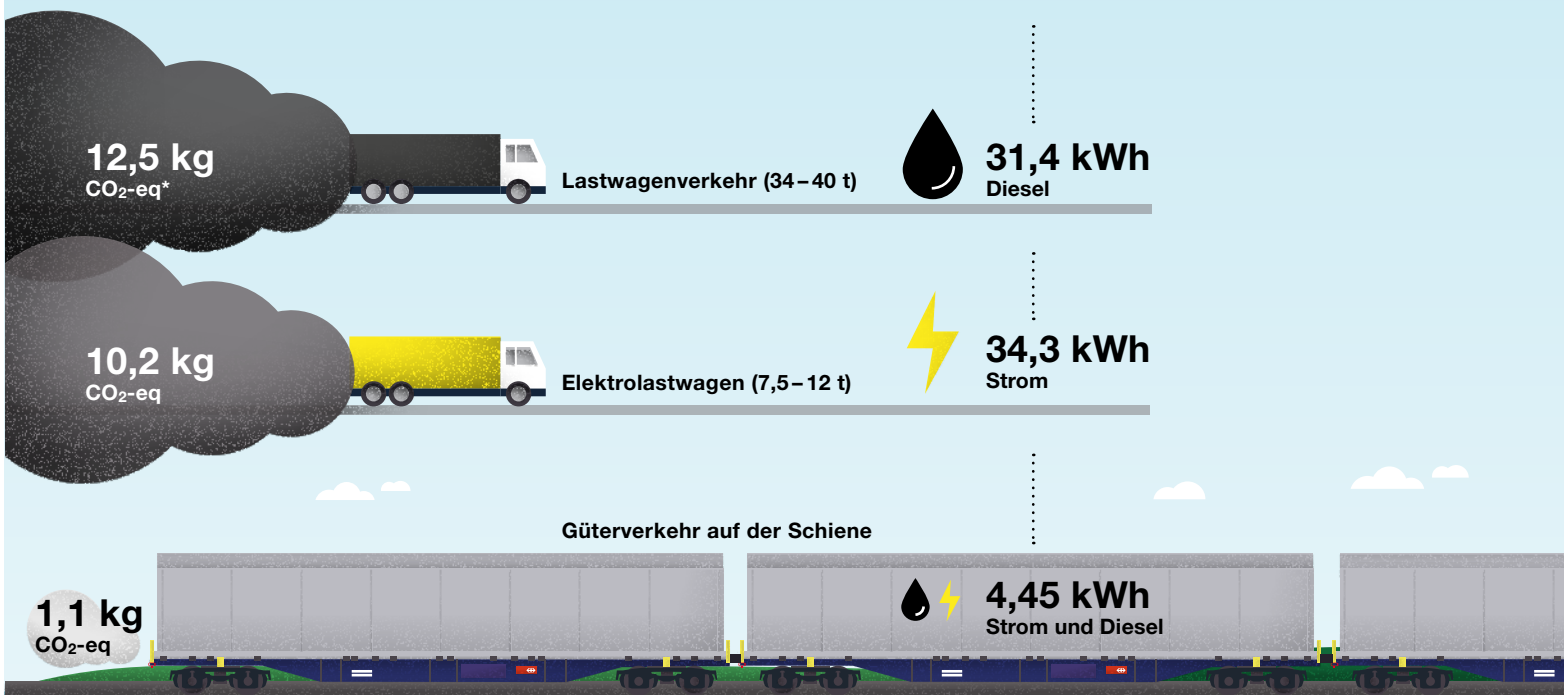 12,5 kg
CO₂-eq*
Lastwagenverkehr (34–40 t)
31,4 kWh
Diesel
10,2 kg
CO₂-eq
Elektrolastwagen (7,5–12 t)
34,3 kWh
Strom
Güterverkehr auf der Schiene
1,1 kg
CO₂-eq
4,45 kWh
Strom und Diesel